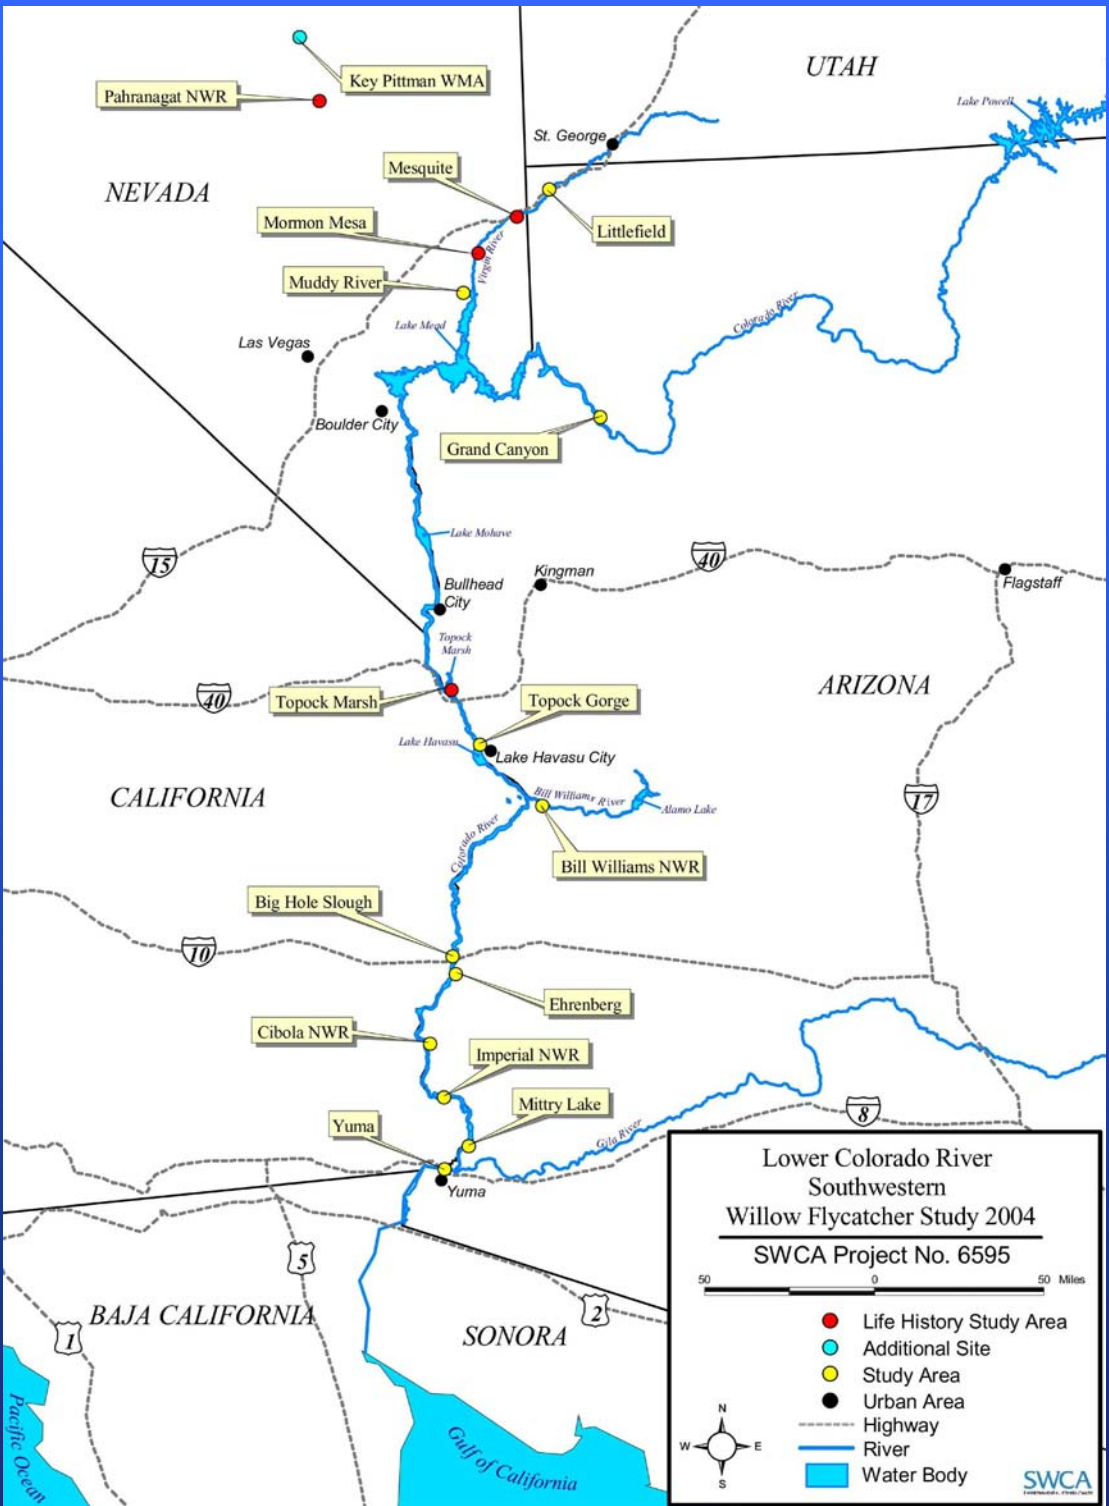 UTAH
Key Pittman WMA
Pahranagat NWR
Lake Powell
St. George
Mesquite
NEVADA
Mormon Mesa
Littlefield
Virgin River
Muddy River
Colorado River
Lake Mead
Las Vegas
Boulder City
Grand Canyon
Lake Mohave
15
40
Kingman
Flagstaff
Bullhead
City
Topock
Marsh
ARIZONA
40
Topock Marsh
Topock Gorge
Lake Havasu
Lake Havasu City
CALIFORNIA
Bill Williams River
Alamo Lake
17
Colorado River
Bill Williams NWR
Big Hole Slough
10
Ehrenberg
Cibola NWR
Imperial NWR
Mittry Lake
8
Yuma
Gila River
Yuma
Lower Colorado River
Southwestern
Willow Flycatcher Study 2004
SWCA Project No. 6595
50 0 50 Miles
Life History Study Area
Additional Site
Study Area
Urban Area
Highway
River
Water Body
N
W E
S
SWCA
5
BAJA CALIFORNIA
2
1
SONORA
Pacific Ocean
Gulf of California